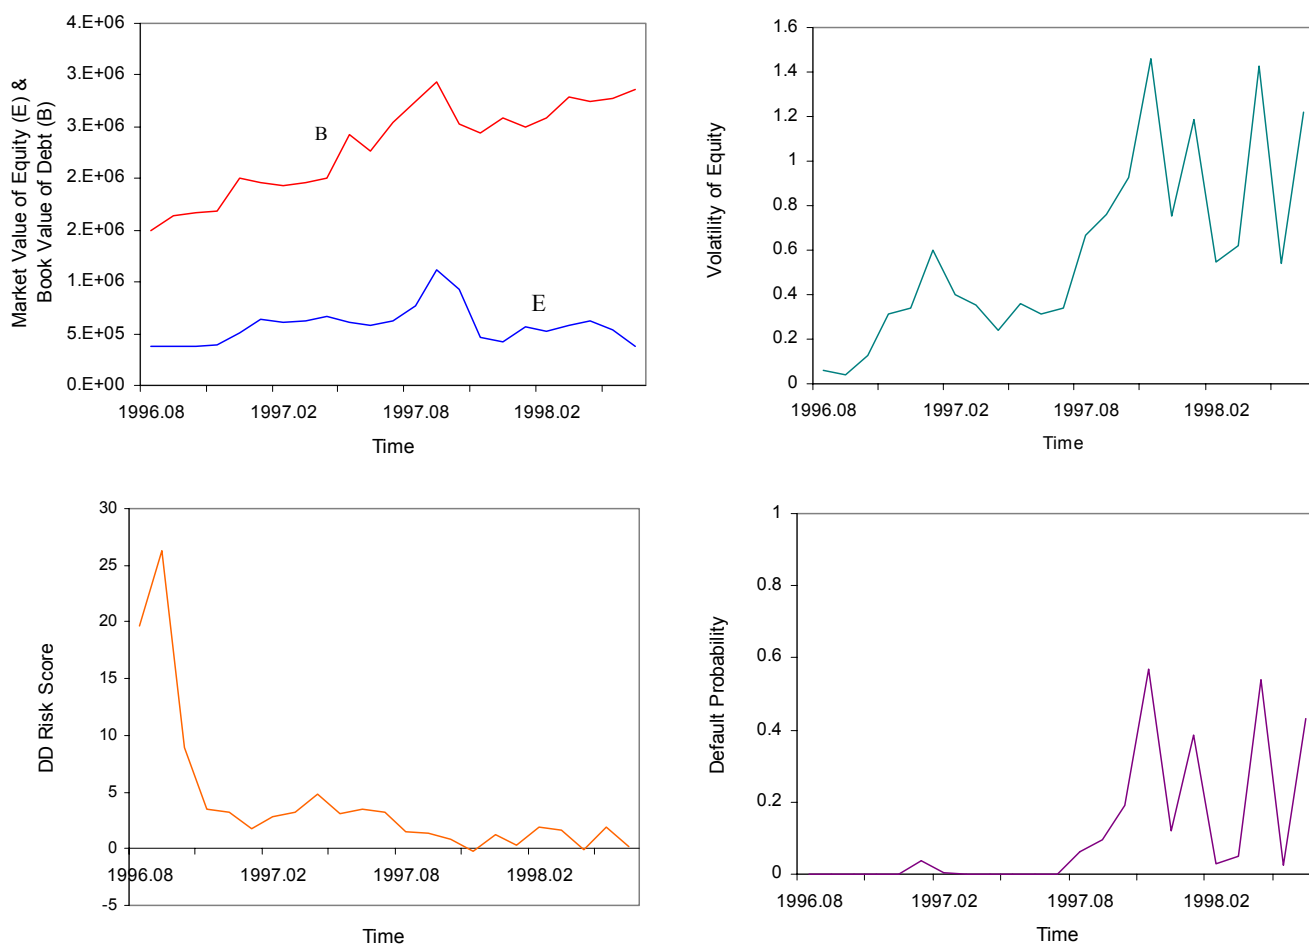 4.E+06
3.E+06
3.E+06
2.E+06
2.E+06
1.E+06
5.E+05
0.E+00
Market Value of Equity (E) &
Book Value of Debt (B)
B
E
1996.08 1997.02 1997.08 1998.02
Time
1.6
1.4
1.2
1
0.8
0.6
0.4
0.2
0
Volatility of Equity
1996.08 1997.02 1997.08 1998.02
Time
30
25
20
15
10
5
0
-5
DD Risk Score
1996.08 1997.02 1997.08 1998.02
Time
1
0.8
0.6
0.4
0.2
0
Default Probability
1996.08 1997.02 1997.08 1998.02
Time